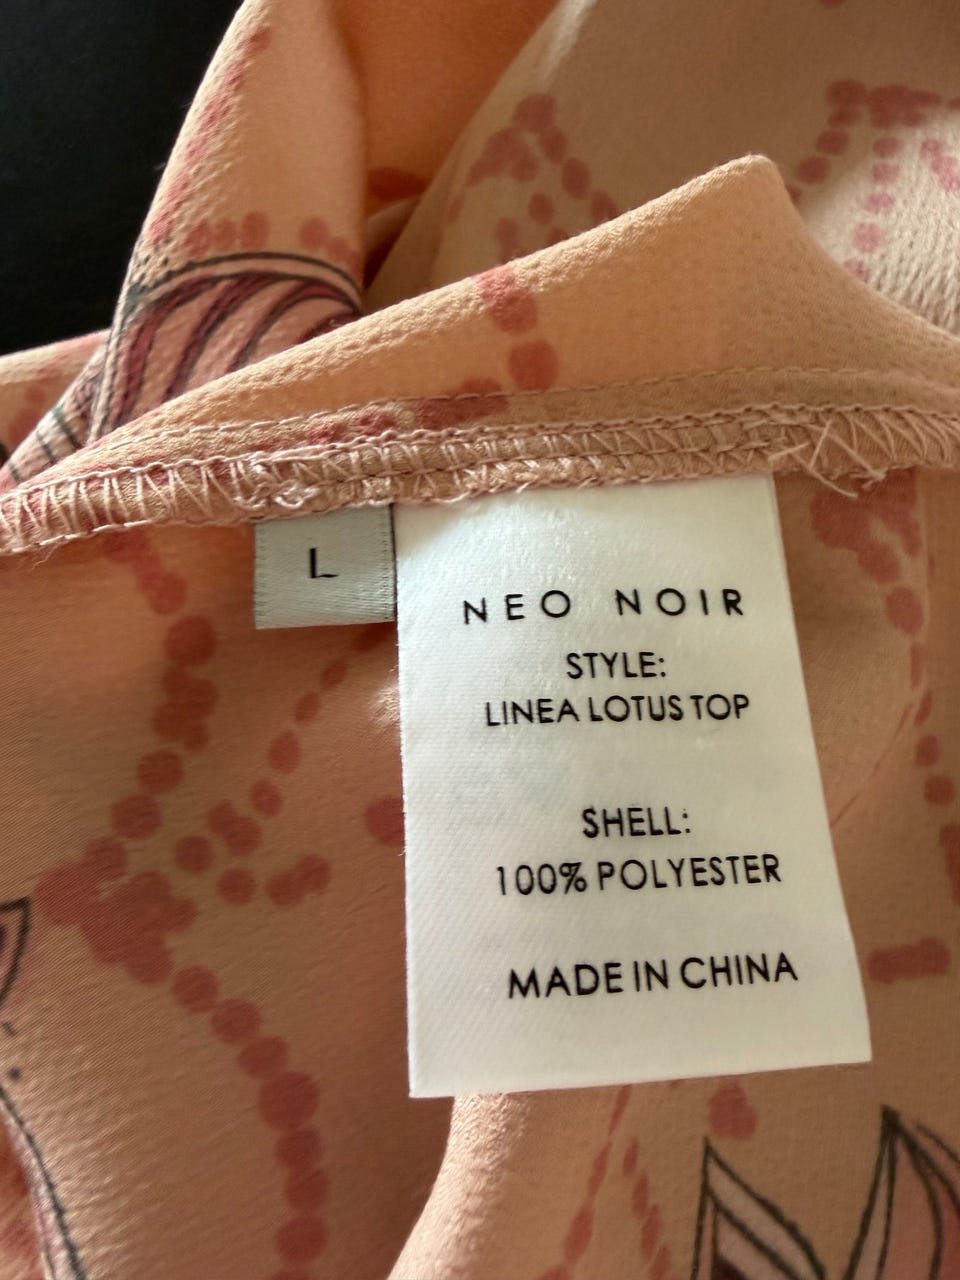 L
NEO NOIR
STYLE:
LINEA LOTUS TOP
SHELL:
100% POLYESTER
MADE IN CHINA